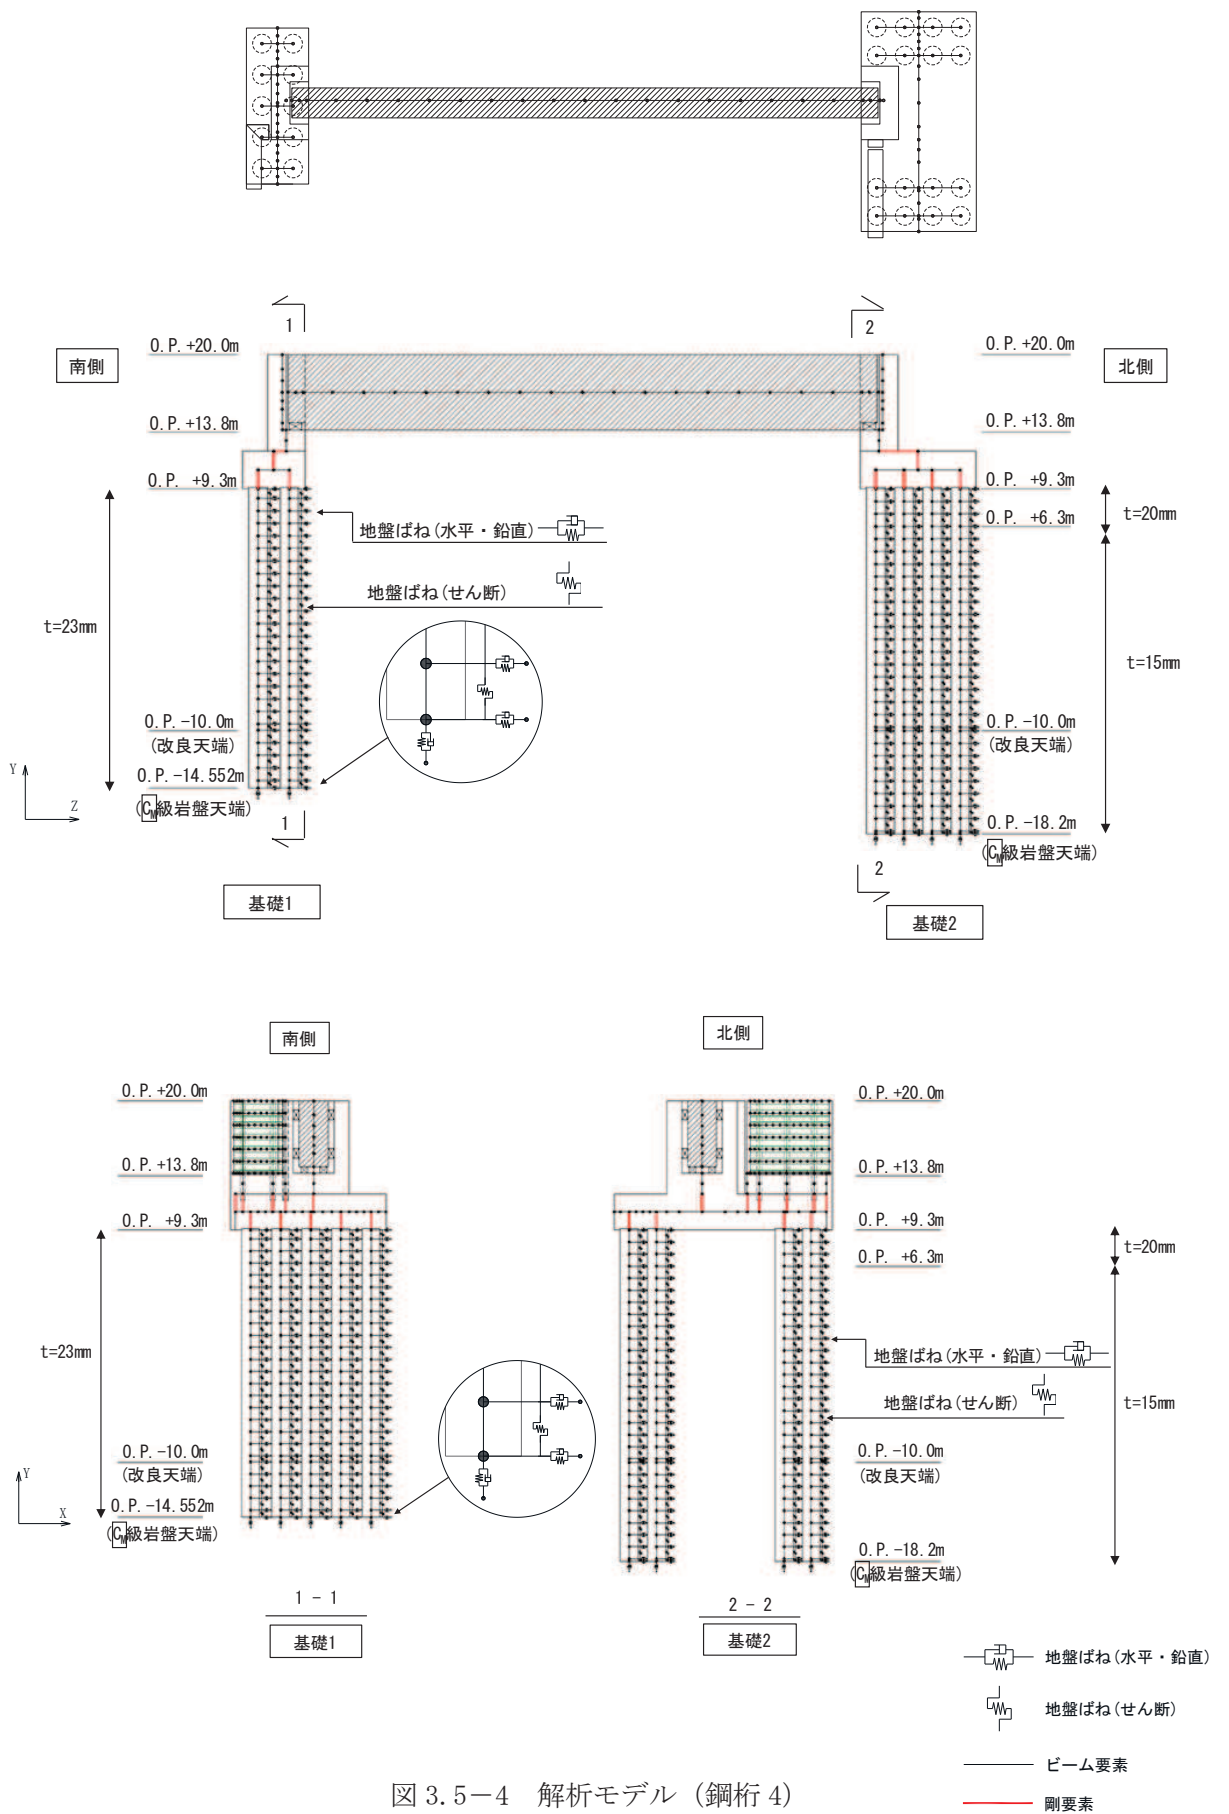 1
2
南側
O.P.+20.0m
O.P.+20.0m
北側
O.P.+13.8m
O.P.+13.8m
O.P. +9.3m
O.P. +9.3m
O.P. +6.3m
t=20mm
地盤ばね(水平・鉛直)
地盤ばね(せん断)
t=23mm
t=15mm
O.P.-10.0m
(改良天端)
O.P.-10.0m
(改良天端)
Y
Z
O.P.-14.552m
(CM級岩盤天端)
1
O.P.-18.2m
(CM級岩盤天端)
2
基礎1
基礎2
南側
北側
O.P.+20.0m
O.P.+20.0m
O.P.+13.8m
O.P.+13.8m
O.P. +9.3m
O.P. +9.3m
O.P. +6.3m
t=20mm
t=23mm
地盤ばね(水平・鉛直)
地盤ばね(せん断)
t=15mm
O.P.-10.0m
(改良天端)
O.P.-10.0m
(改良天端)
Y
X
O.P.-14.552m
(CM級岩盤天端)
O.P.-18.2m
(CM級岩盤天端)
1 - 1
基礎1
2 - 2
基礎2
地盤ばね(水平・鉛直)
地盤ばね(せん断)
ビーム要素
剛要素
図 3.5－4 解析モデル（鋼桁 4）